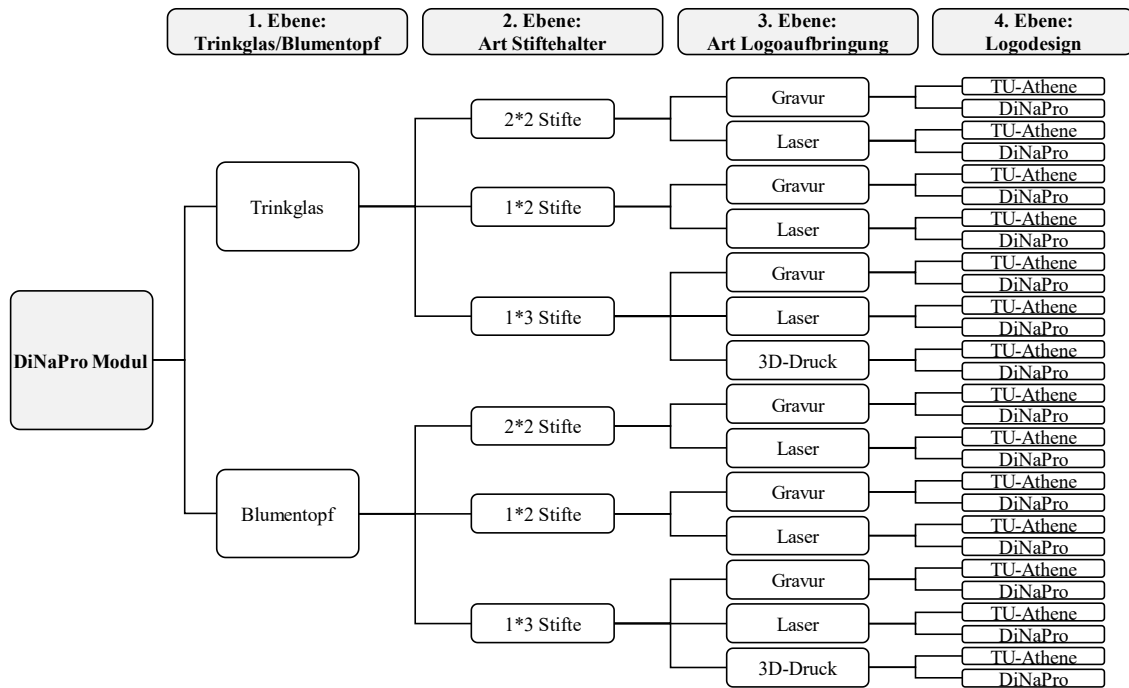 1. Ebene:
Trinkglas/Blumentopf
2. Ebene:
Art Stiftehalter
3. Ebene:
Art Logoaufbringung
4. Ebene:
Logodesign
DiNaPro Modul
Trinkglas
2*2 Stifte
Gravur
TU-Athene
DiNaPro
Laser
TU-Athene
DiNaPro
1*2 Stifte
Gravur
TU-Athene
DiNaPro
Laser
TU-Athene
DiNaPro
1*3 Stifte
Gravur
TU-Athene
DiNaPro
Laser
TU-Athene
DiNaPro
3D-Druck
TU-Athene
DiNaPro
Blumentopf
2*2 Stifte
Gravur
TU-Athene
DiNaPro
Laser
TU-Athene
DiNaPro
1*2 Stifte
Gravur
TU-Athene
DiNaPro
Laser
TU-Athene
DiNaPro
1*3 Stifte
Gravur
TU-Athene
DiNaPro
Laser
TU-Athene
DiNaPro
3D-Druck
TU-Athene
DiNaPro